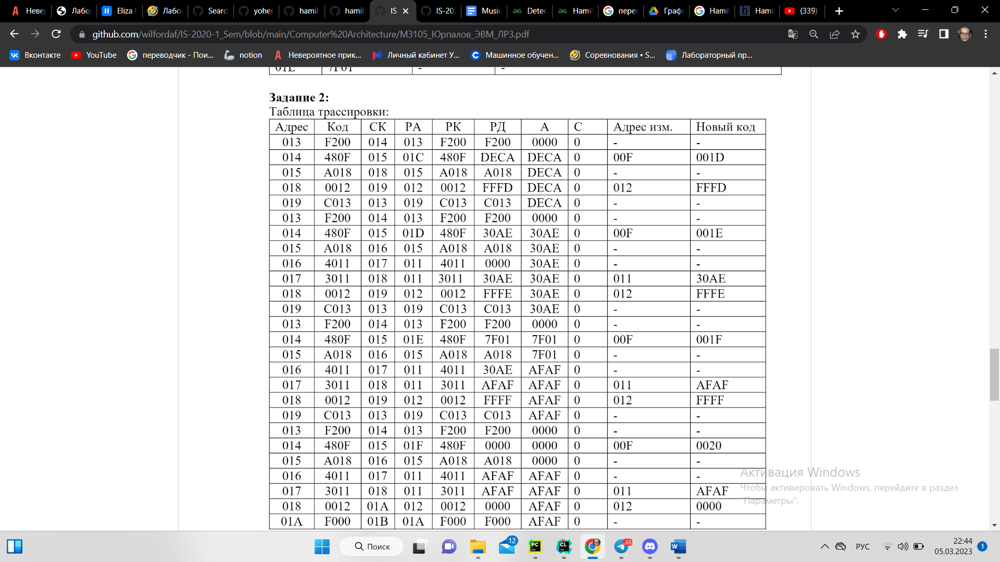 Невер
Лабо
Eliza F
Лабо
Searc
yoher
hamil
hamil
IS
IS-202
Music
Detec
Hamil
перев
Граф
Hamil
Hamil
(339)
github.com/wilfordaf/IS-2020-1_Sem/blob/main/Computer%20Architecture/M3105_Юрпалов_ЭВМ_ЛР3.pdf
Вконтакте YouTube переводчик - Пои... notion Невероятное прик... Личный кабинет У... Машинное обучен... Соревнования • S... Лабораторный пр...
01E 7F01 - -
Задание 2:
Таблица трассировки:
Адрес Код СК РА РК РД А С Адрес изм. Новый код
013 F200 014 013 F200 F200 0000 0 - -
014 480F 015 01C 480F DECA DECA 0 00F 001D
015 A018 018 015 A018 A018 DECA 0 - -
018 0012 019 012 0012 FFFD DECA 0 012 FFFD
019 C013 013 019 C013 C013 DECA 0 - -
013 F200 014 013 F200 F200 0000 0 - -
014 480F 015 01D 480F 30AE 30AE 0 00F 001E
015 A018 016 015 A018 A018 30AE 0 - -
016 4011 017 011 4011 0000 30AE 0 - -
017 3011 018 011 3011 30AE 30AE 0 011 30AE
018 0012 019 012 0012 FFFE 30AE 0 012 FFFE
019 C013 013 019 C013 C013 30AE 0 - -
013 F200 014 013 F200 F200 0000 0 - -
014 480F 015 01E 480F 7F01 7F01 0 00F 001F
015 A018 016 015 A018 A018 7F01 0 - -
016 4011 017 011 4011 30AE AFAF 0 - -
017 3011 018 011 3011 AFAF AFAF 0 011 AFAF
018 0012 019 012 0012 FFFF AFAF 0 012 FFFF
019 C013 013 019 C013 C013 AFAF 0 - -
013 F200 014 013 F200 F200 0000 0 - -
014 480F 015 01F 480F 0000 0000 0 00F 0020
015 A018 016 015 A018 A018 0000 0 - -
016 4011 017 011 4011 AFAF AFAF 0 - -
017 3011 018 011 3011 AFAF AFAF 0 011 AFAF
018 0012 01A 012 0012 0000 AFAF 0 012 0000
01A F000 01B 01A F000 F000 AFAF 0 - -
Активация Windows
Чтобы активировать Windows, перейдите в раздел
"Параметры".
Поиск
12
PC
CL
..65
W
РУС
22:44
05.03.2023
1